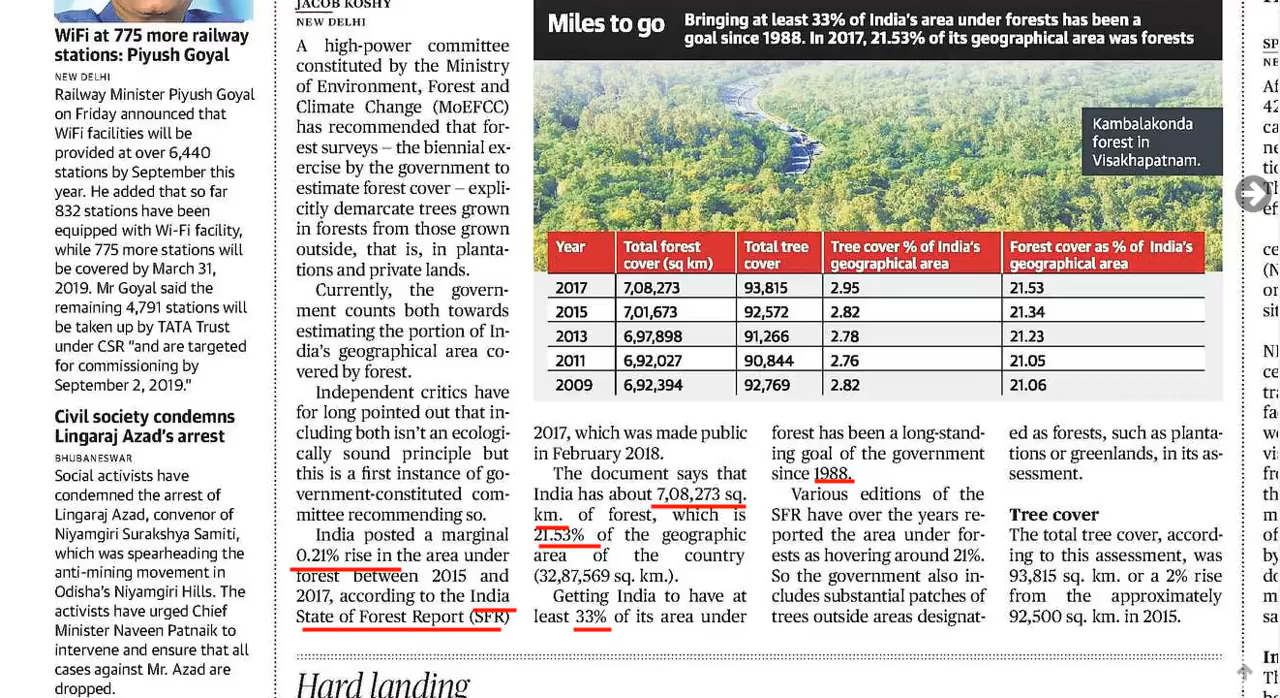 WiFi at 775 more railway
stations: Piyush Goyal
NEW DELHI
Railway Minister Piyush Goyal
on Friday announced that
WiFi facilities will be
provided at over 6,440
stations by September this
year. He added that so far
832 stations have been
equipped with Wi-Fi facility,
while 775 more stations will
be covered by March 31,
2019. Mr Goyal said the
remaining 4,791 stations will
be taken up by TATA Trust
under CSR "and are targeted
for commissioning by
September 2, 2019."
Civil society condemns
Lingaraj Azad's arrest
BHUBANESWAR
Social activists have
condemned the arrest of
Lingaraj Azad, convenor of
Niyamgiri Surakshya Samiti,
which was spearheading the
anti-mining movement in
Odisha's Niyamgiri Hills. The
activists have urged Chief
Minister Naveen Patnaik to
intervene and ensure that all
cases against Mr. Azad are
dropped.
JACOB KOSHY
NEW DELHI
A high-power committee
constituted by the Ministry
of Environment, Forest and
Climate Change (MoEFCC)
has recommended that for-
est surveys – the biennial ex-
ercise by the government to
estimate forest cover – expli-
citly demarcate trees grown
in forests from those grown
outside, that is, in planta-
tions and private lands.
Currently, the govern-
ment counts both towards
estimating the portion of In-
dia's geographical area co-
vered by forest.
Independent critics have
for long pointed out that in-
cluding both isn't an ecologi-
cally sound principle but
this is a first instance of go-
vernment-constituted com-
mittee recommending so.
India posted a marginal
0.21% rise in the area under
forest between 2015 and
2017, according to the India
State of Forest Report (SFR)
Miles to go
Bringing at least 33% of India's area under forests has been a
goal since 1988. In 2017, 21.53% of its geographical area was forests
Kambalakonda
forest in
Visakhapatnam.
Year Total forest cover (sq km) Total tree cover Tree cover % of India's geographical area Forest cover as % of India's geographical area
2017 7,08,273 93,815 2.95 21.53
2015 7,01,673 92,572 2.82 21.34
2013 6,97,898 91,266 2.78 21.23
2011 6,92,027 90,844 2.76 21.05
2009 6,92,394 92,769 2.82 21.06
2017, which was made public
in February 2018.
The document says that
India has about 7,08,273 sq.
km. of forest, which is
21.53% of the geographic
area of the country
(32,87,569 sq. km.).
Getting India to have at
least 33% of its area under
forest has been a long-stand-
ing goal of the government
since 1988.
Various editions of the
SFR have over the years re-
ported the area under for-
ests as hovering around 21%.
So the government also in-
cludes substantial patches of
trees outside areas designat-
ed as forests, such as planta-
tions or greenlands, in its as-
sessment.
Tree cover
The total tree cover, accord-
ing to this assessment, was
93,815 sq. km. or a 2% rise
from the approximately
92,500 sq. km. in 2015.
Hard landing